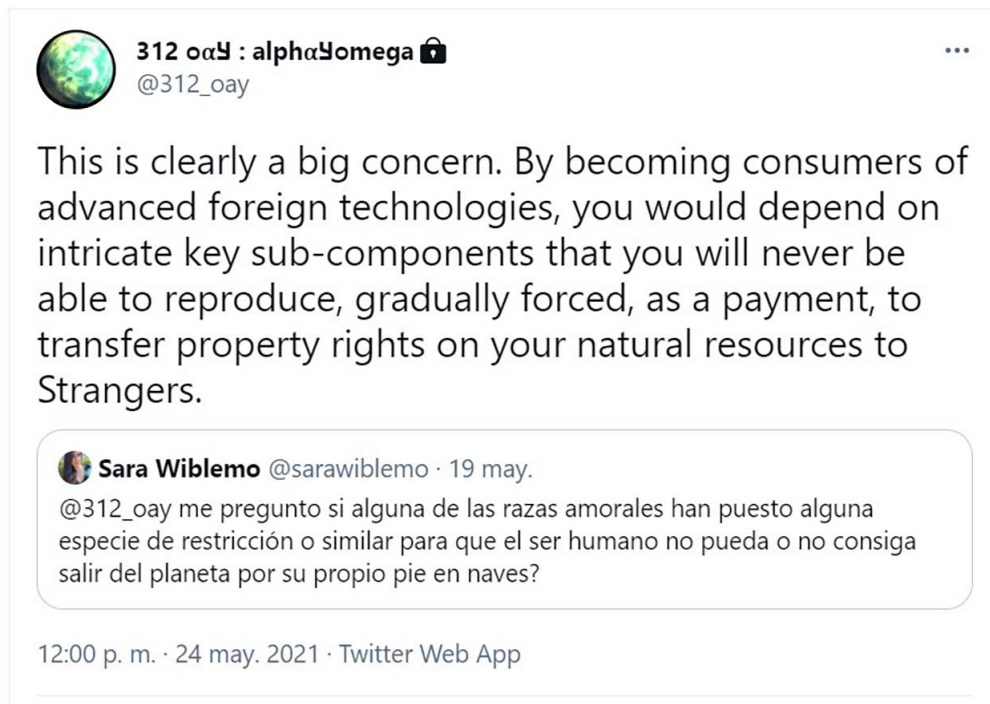 312 oαy : alphαyomega
@312_oay
This is clearly a big concern. By becoming consumers of
advanced foreign technologies, you would depend on
intricate key sub-components that you will never be
able to reproduce, gradually forced, as a payment, to
transfer property rights on your natural resources to
Strangers.
Sara Wiblemo @sarawiblemo · 19 may.
@312_oay me pregunto si alguna de las razas amorales han puesto alguna
especie de restricción o similar para que el ser humano no pueda o no consiga
salir del planeta por su propio pie en naves?
12:00 p. m. · 24 may. 2021 · Twitter Web App